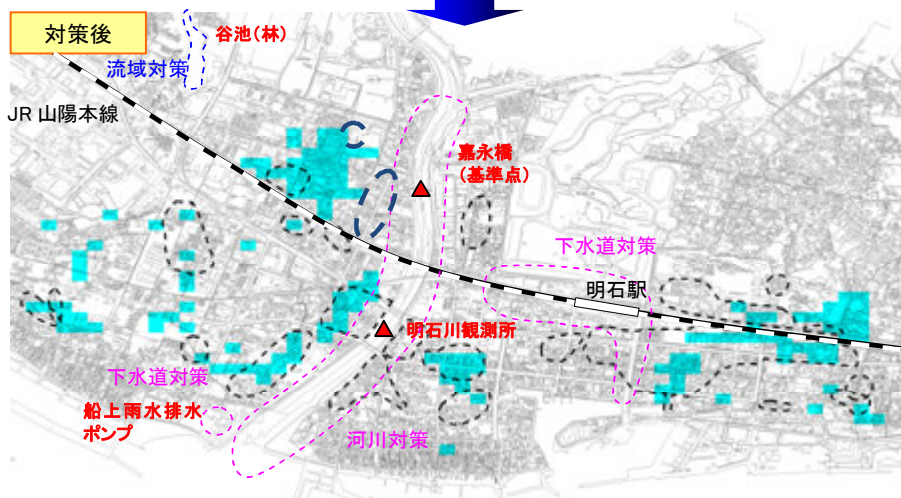 対策後
谷池(林)
流域対策
JR 山陽本線
嘉永橋
(基準点)
下水道対策
明石駅
明石川観測所
下水道対策
船上雨水排水
ポンプ
河川対策